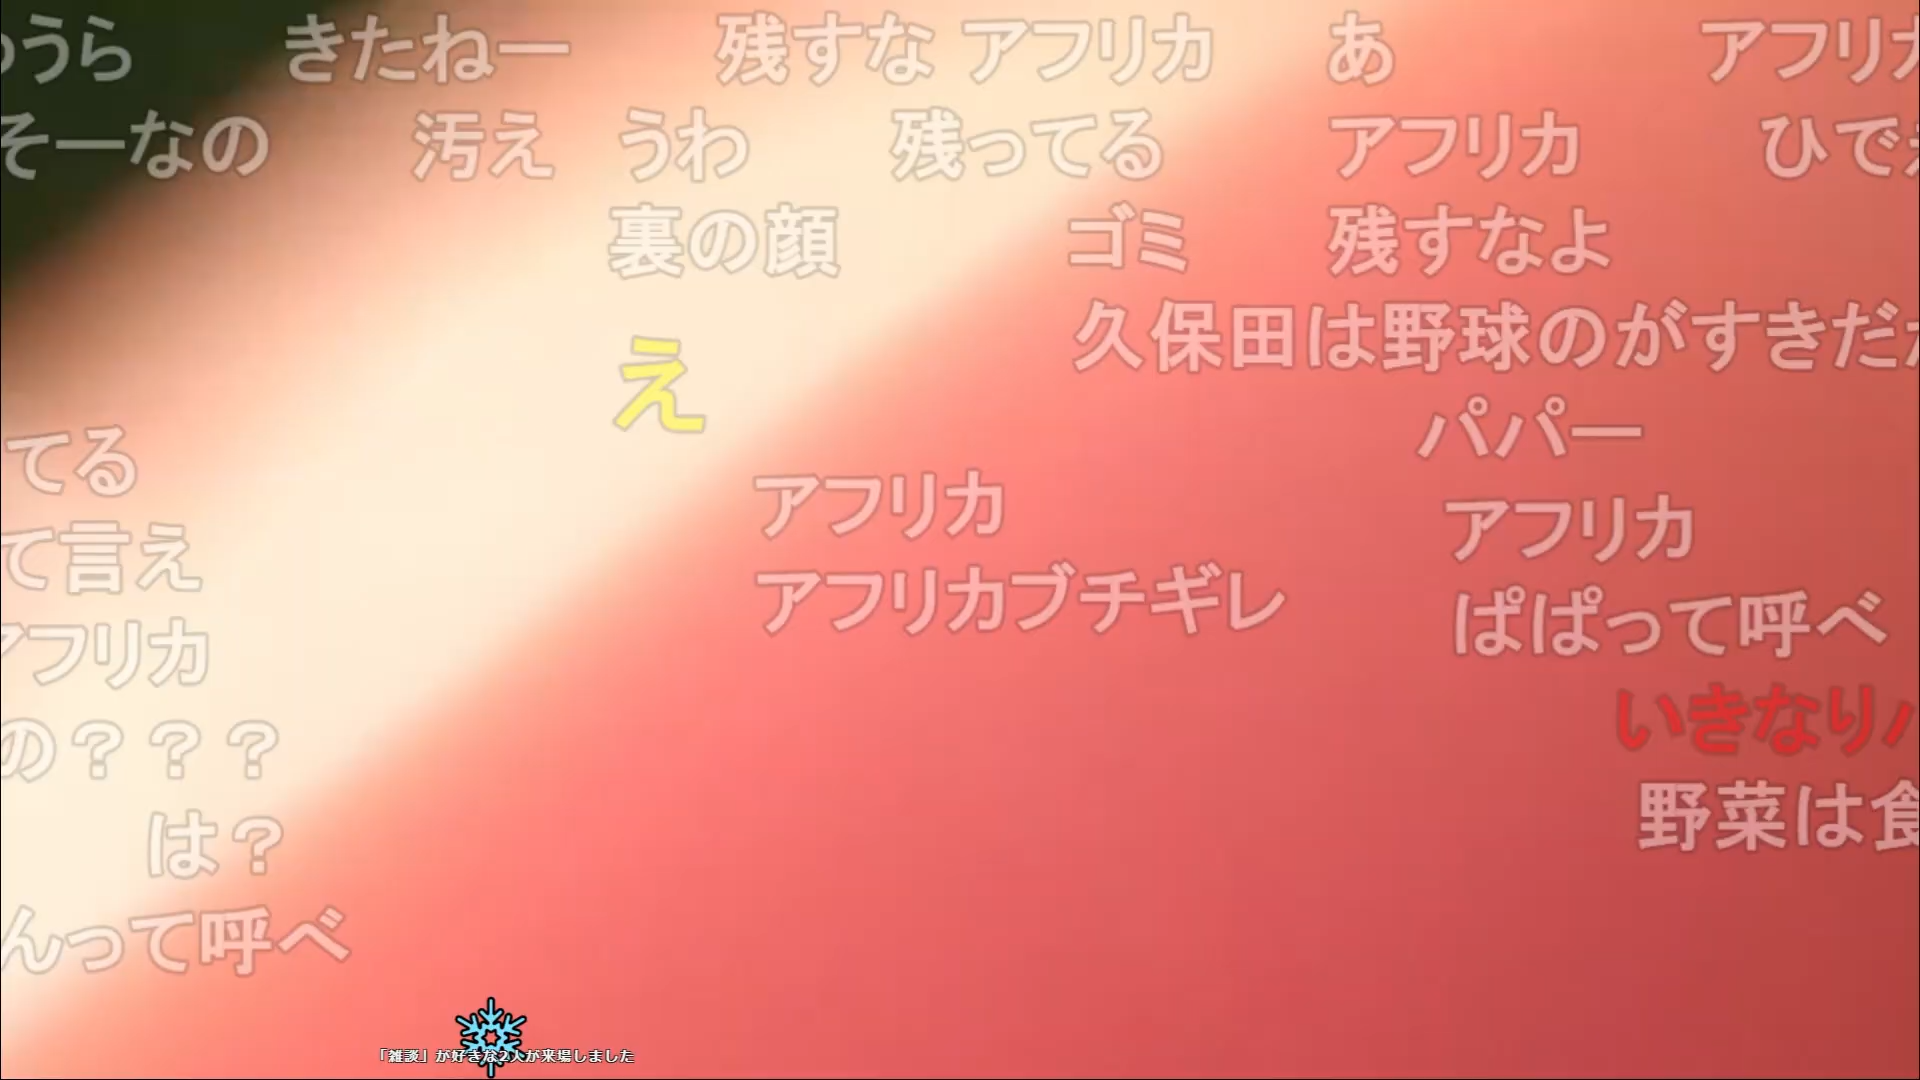 うら きたねー 残すな アフリカ あ アフリカ
そーなの 汚え うわ 残ってる アフリカ ひで
裏の顔 ゴミ 残すなよ
久保田は野球のがすきだ
え
パパー
てる
アフリカ アフリカ
て言え
アフリカブチギレ ぱぱって呼べ
アフリカ
いきなり
の？？？
野菜は食
は？
んって呼べ
「雑談」が好きな2人が来場しました